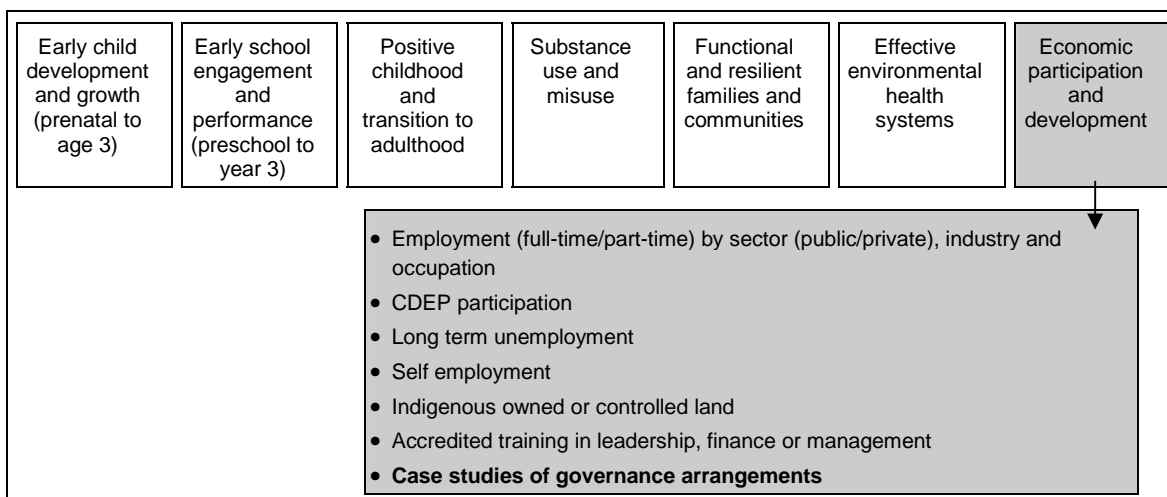 Early child
development
and growth
(prenatal to
age 3)
Early school
engagement
and
performance
(preschool to
year 3)
Positive
childhood
and
transition to
adulthood
Substance
use and
misuse
Functional
and resilient
families and
communities
Effective
environmental
health
systems
Economic
participation
and
development
• Employment (full-time/part-time) by sector (public/private), industry and
occupation
• CDEP participation
• Long term unemployment
• Self employment
• Indigenous owned or controlled land
• Accredited training in leadership, finance or management
• Case studies of governance arrangements